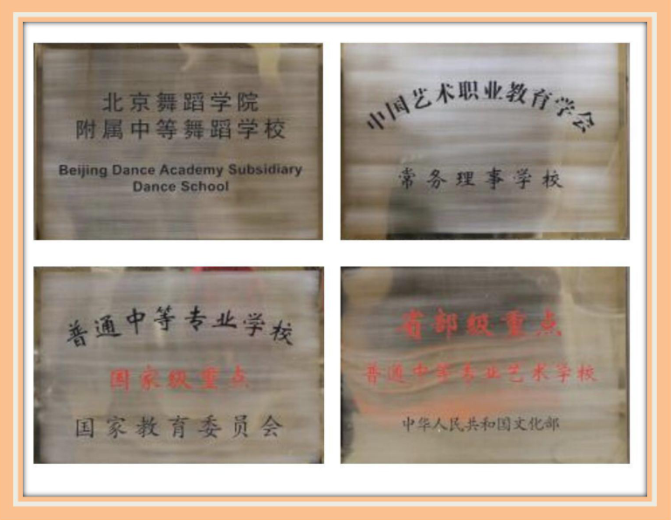 北京舞蹈学院
附属中等舞蹈学校
Beijing Dance Academy Subsidiary
Dance School
中国艺术职业教育学会
常务理事学校
普通中等专业学校
国家级重点
国家教育委员会
省部级重点
普通中等专业艺术学校
中华人民共和国文化部